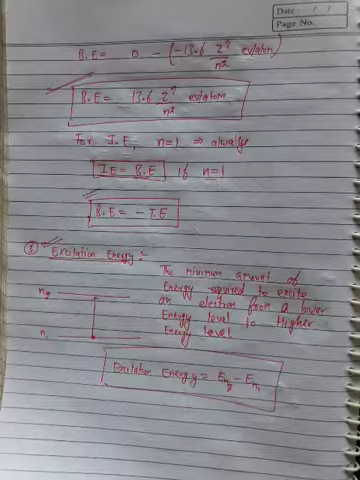 Date: / /
Page No.
B.E = 0 - (-13.6 Z²/n² ev/atom)
B.E = 13.6 Z²/n² ev/atom
For I.E, n=1 ⇒ always
I.E = B.E if n=1
B.E = - T.E
③ Excitation Energy :-
The minimum amount of
n₂ Energy required to excite
an electron from a lower
Energy level to Higher
n₁ Energy level
Excitation Energy = En₂ - En₁